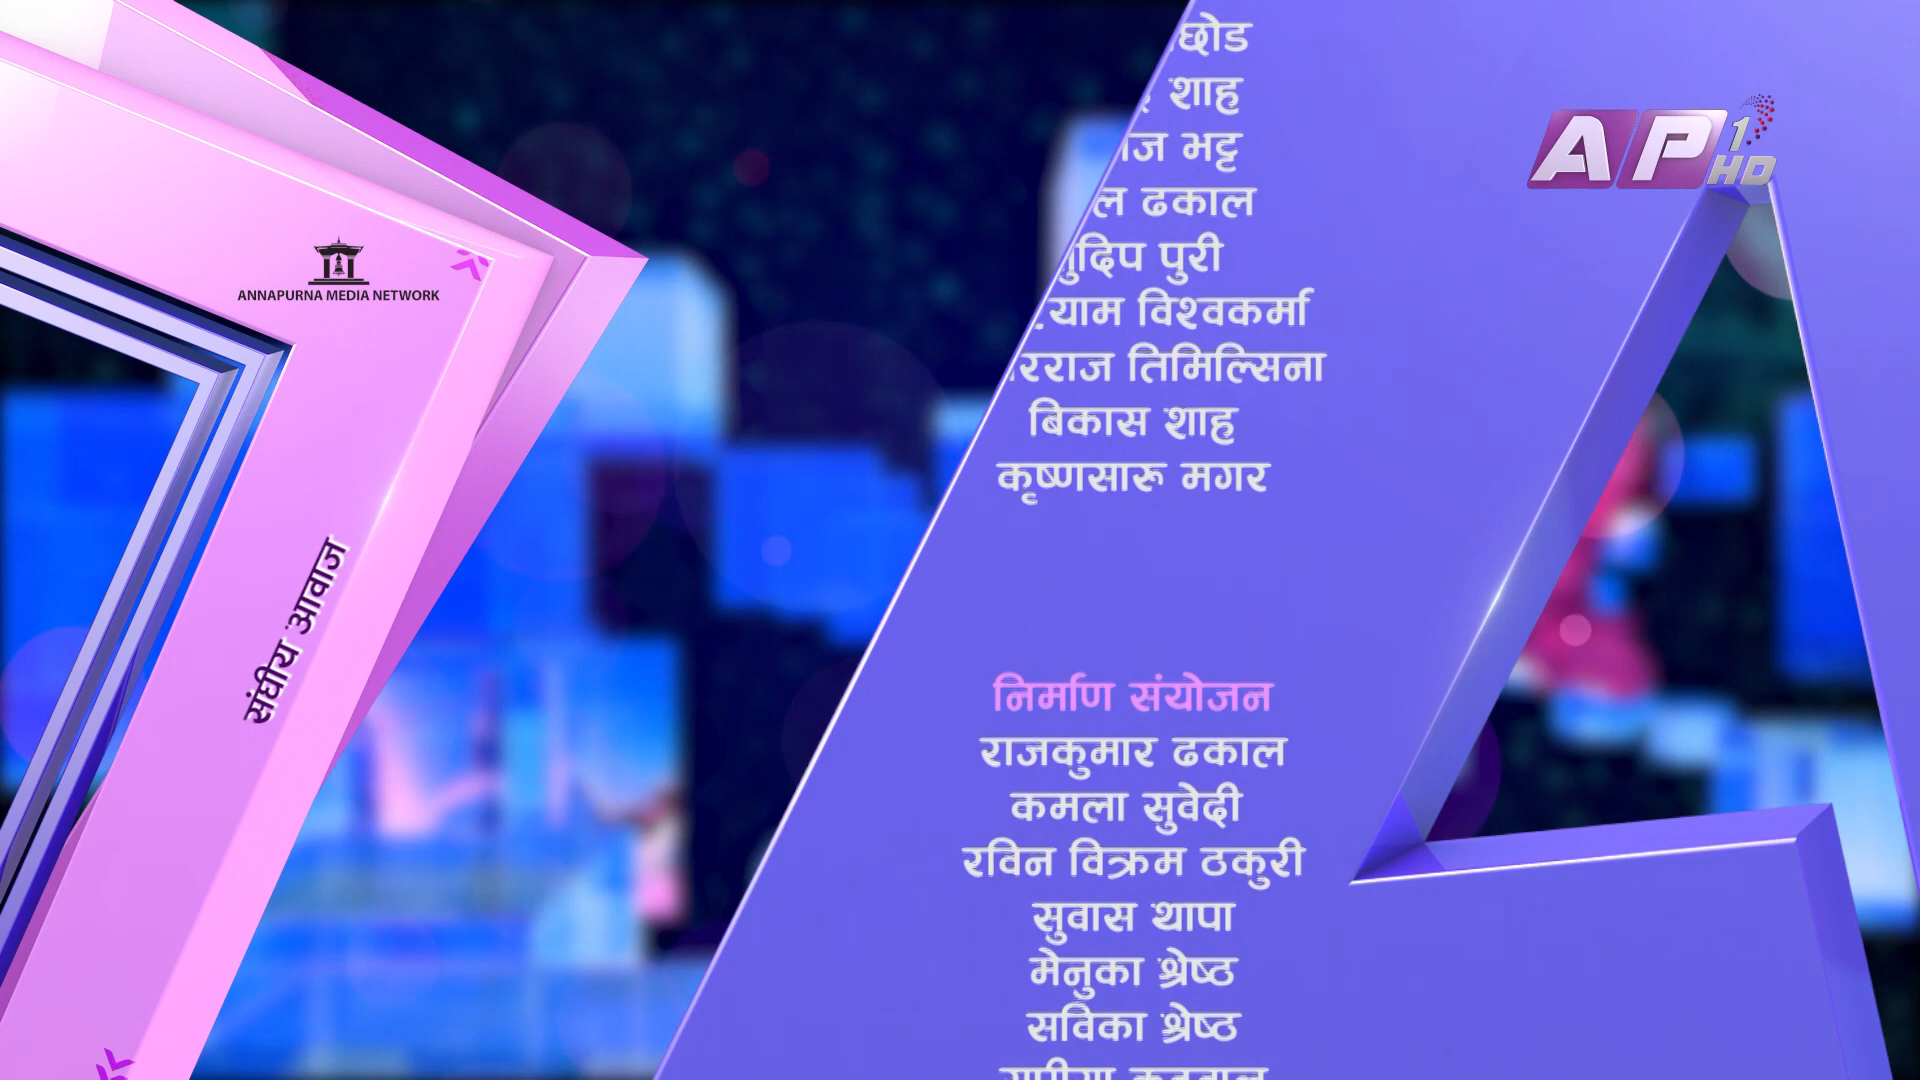 छोड
शाह
भट्ट
ढकाल
पुरी
विश्वकर्मा
तिमिल्सिना
बिकास शाह
कृष्णसारू मगर
निर्माण संयोजन
राजकुमार ढकाल
कमला सुवेदी
रविन विक्रम ठकुरी
सुवास थापा
मेनुका श्रेष्ठ
सविका श्रेष्ठ
ANNAPURNA MEDIA NETWORK
संघीय आवाज
AP1 HD